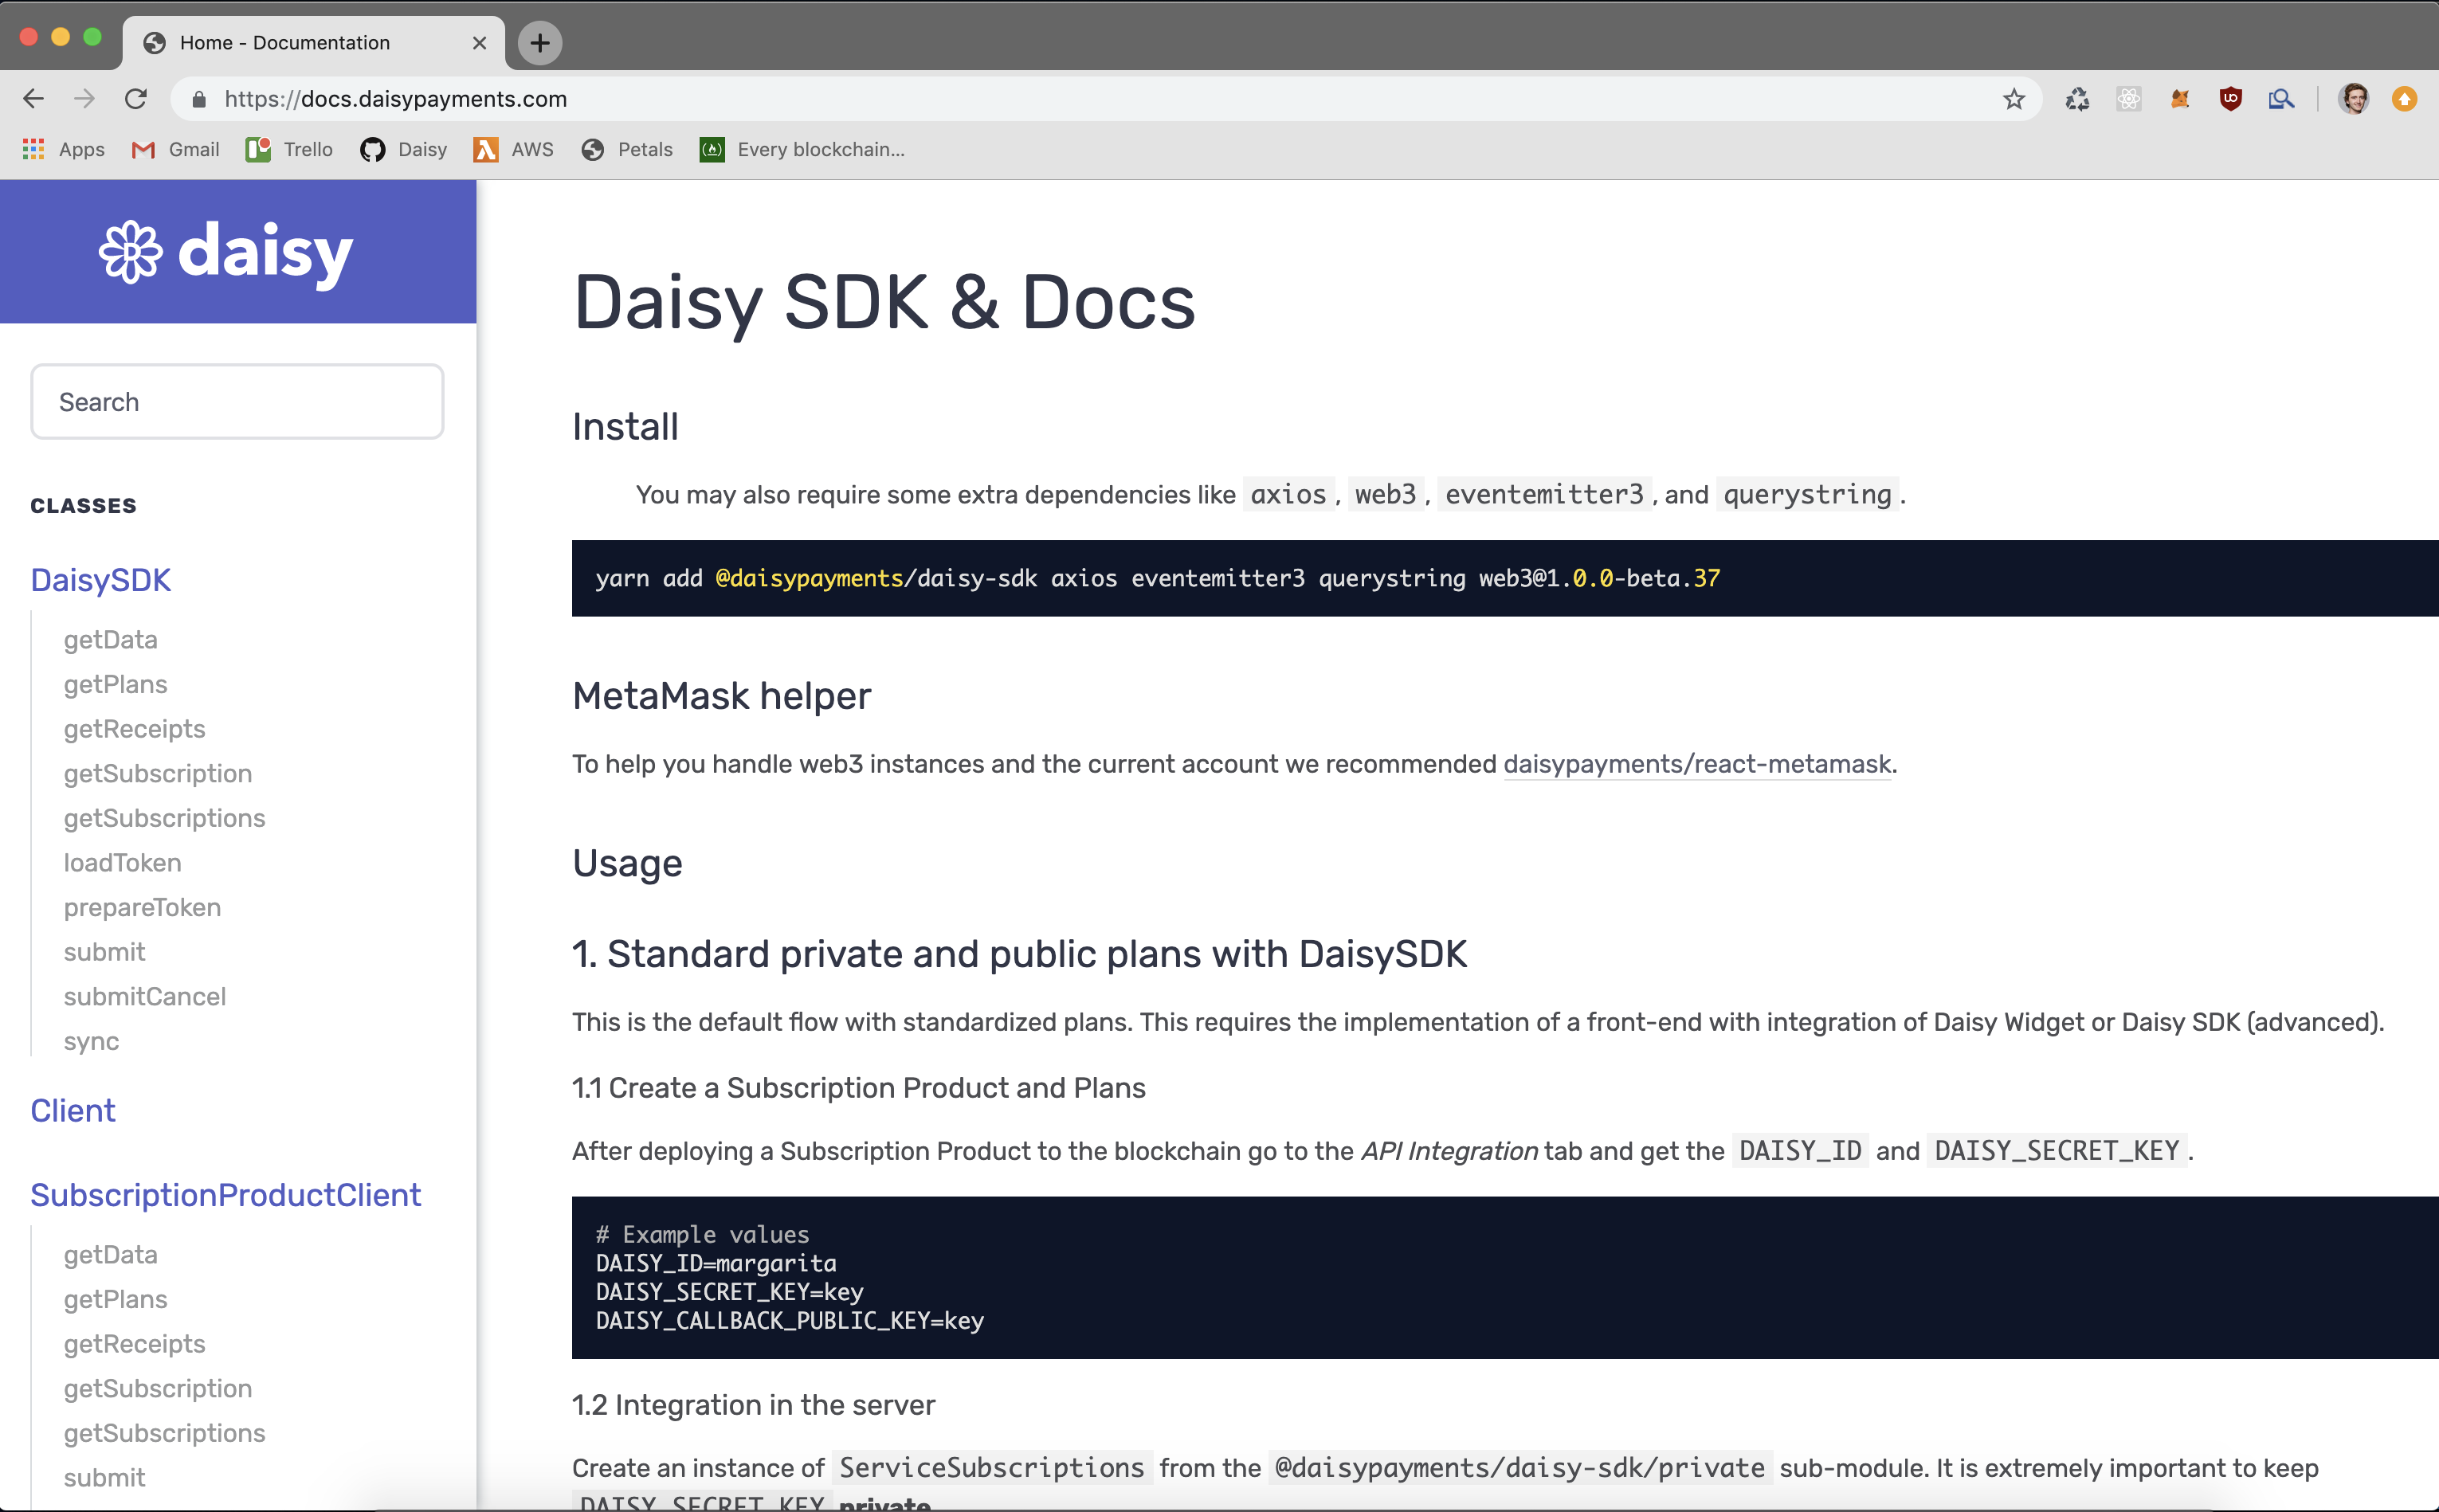 Home - Documentation
https://docs.daisypayments.com
Apps
Gmail
Trello
Daisy
AWS
Petals
Every blockchain...
daisy
Search
CLASSES
DaisySDK
getData
getPlans
getReceipts
getSubscription
getSubscriptions
loadToken
prepareToken
submit
submitCancel
sync
Client
SubscriptionProductClient
getData
getPlans
getReceipts
getSubscription
getSubscriptions
submit
Daisy SDK & Docs
Install
You may also require some extra dependencies like axios, web3, eventemitter3, and querystring.
yarn add @daisypayments/daisy-sdk axios eventemitter3 querystring web3@1.0.0-beta.37
MetaMask helper
To help you handle web3 instances and the current account we recommended daisypayments/react-metamask.
Usage
1. Standard private and public plans with DaisySDK
This is the default flow with standardized plans. This requires the implementation of a front-end with integration of Daisy Widget or Daisy SDK (advanced).
1.1 Create a Subscription Product and Plans
After deploying a Subscription Product to the blockchain go to the API Integration tab and get the DAISY_ID and DAISY_SECRET_KEY.
# Example values
DAISY_ID=margarita
DAISY_SECRET_KEY=key
DAISY_CALLBACK_PUBLIC_KEY=key
1.2 Integration in the server
Create an instance of ServiceSubscriptions from the @daisypayments/daisy-sdk/private sub-module. It is extremely important to keep
DAISY_SECRET_KEY private